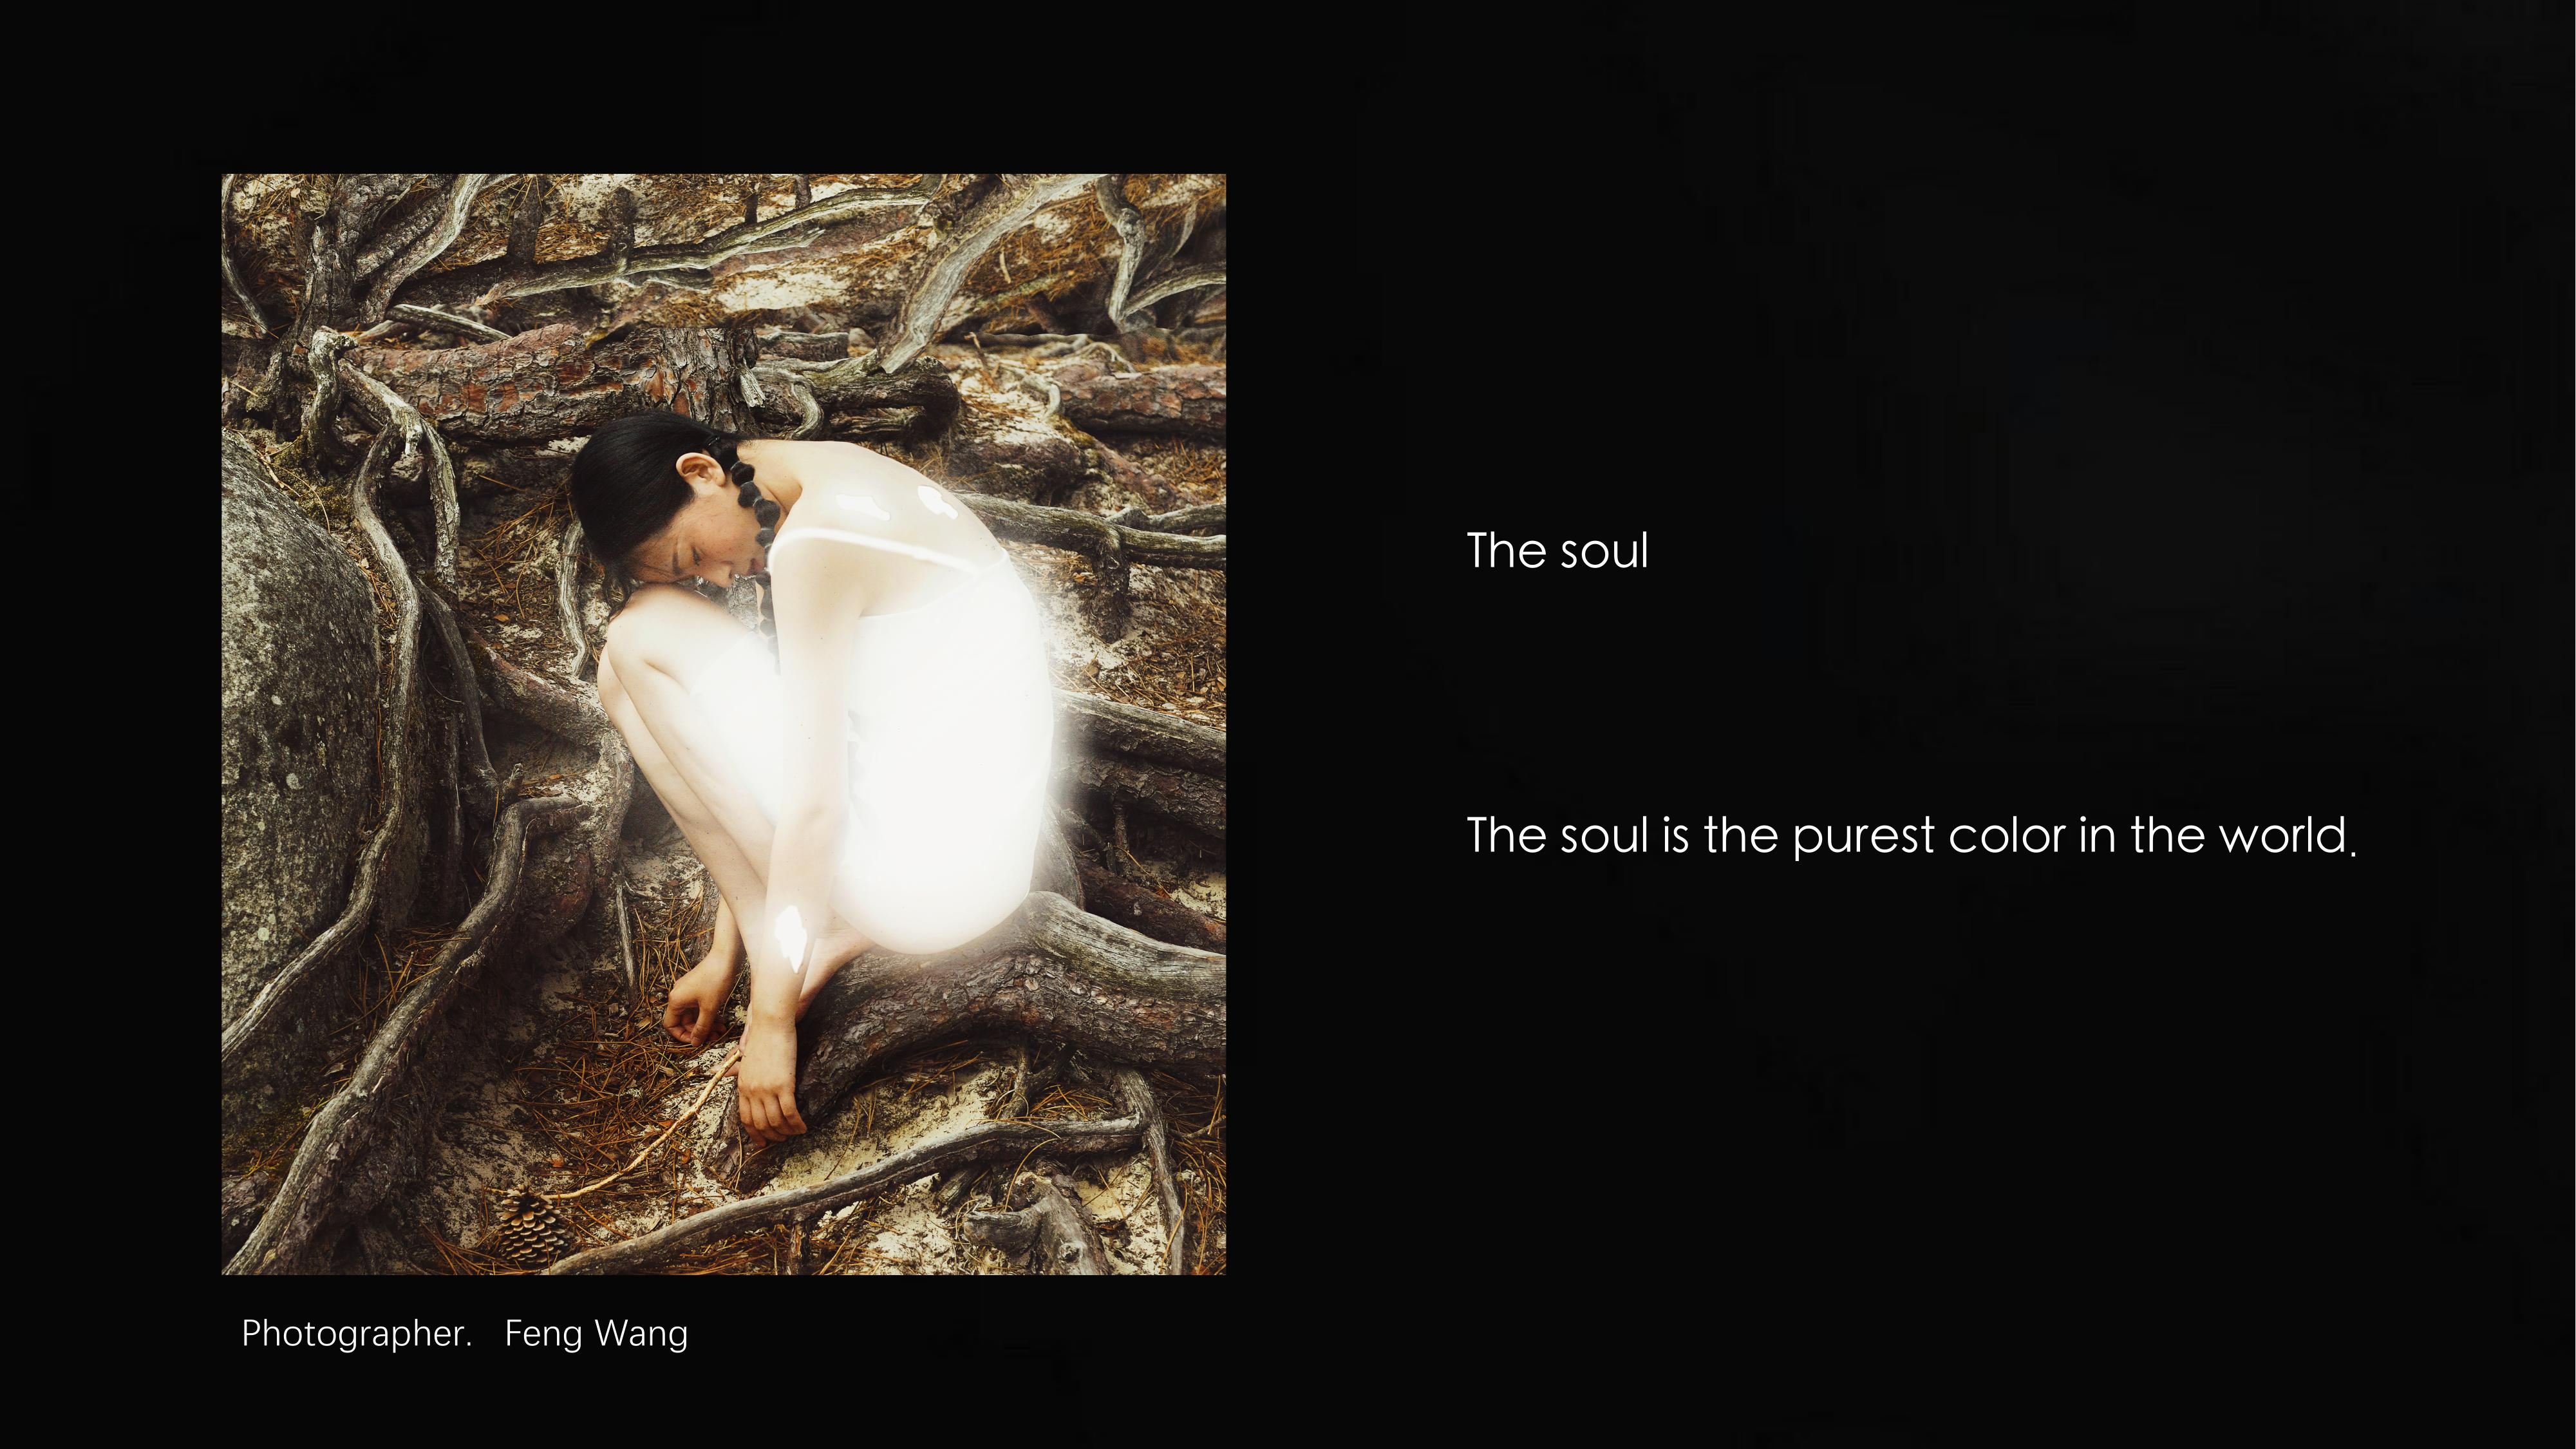 The soul
The soul is the purest color in the world.
Photographer. Feng Wang